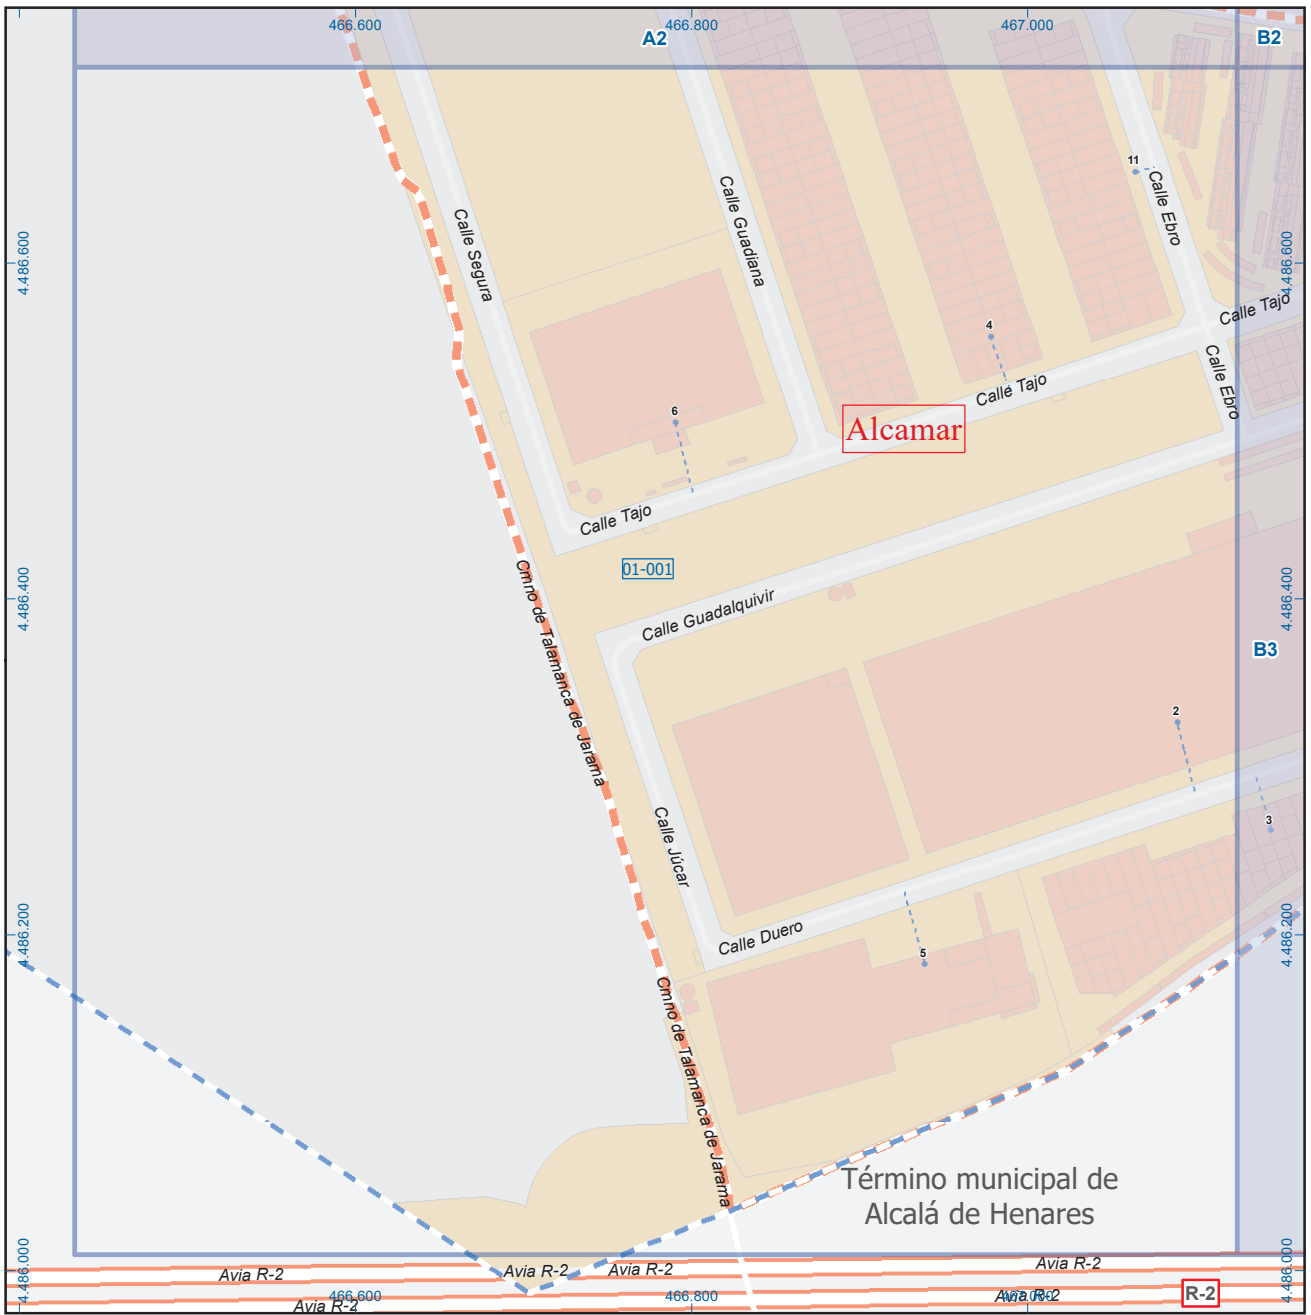 466.600
466.800
467.000
A2
B2
11
Calle Ebro
Calle Guadiana
Calle Segura
4.486.600
4.486.600
Calle Tajo
4
Calle Tajo
Calle Ebro
6
Alcamar
Calle Tajo
01-001
4.486.400
4.486.400
Calle Guadalquivir
Cmno de Talamanca de Jarama
B3
2
3
Calle Júcar
4.486.200
4.486.200
Calle Duero
5
Cmno de Talamanca de Jarama
Término municipal de
Alcalá de Henares
4.486.000
4.486.000
Avia R-2
Avia R-2
Avia R-2
Avia R-2
Avia R-2
466.600
466.800
467.000
Avia R-2
R-2